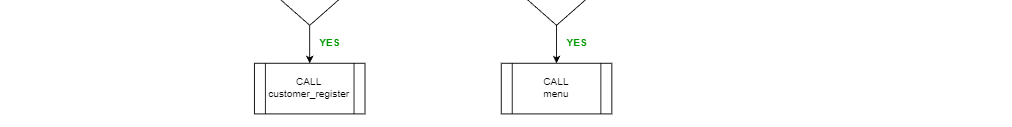 YES
YES
CALL
customer_register
CALL
menu